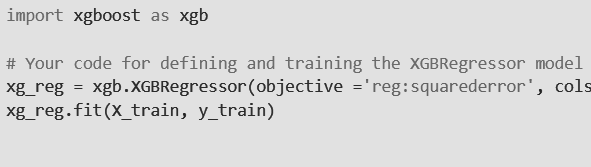 import xgboost as xgb
# Your code for defining and training the XGBRegressor model
xg_reg = xgb.XGBRegressor(objective ='reg:squarederror', cols
xg_reg.fit(X_train, y_train)